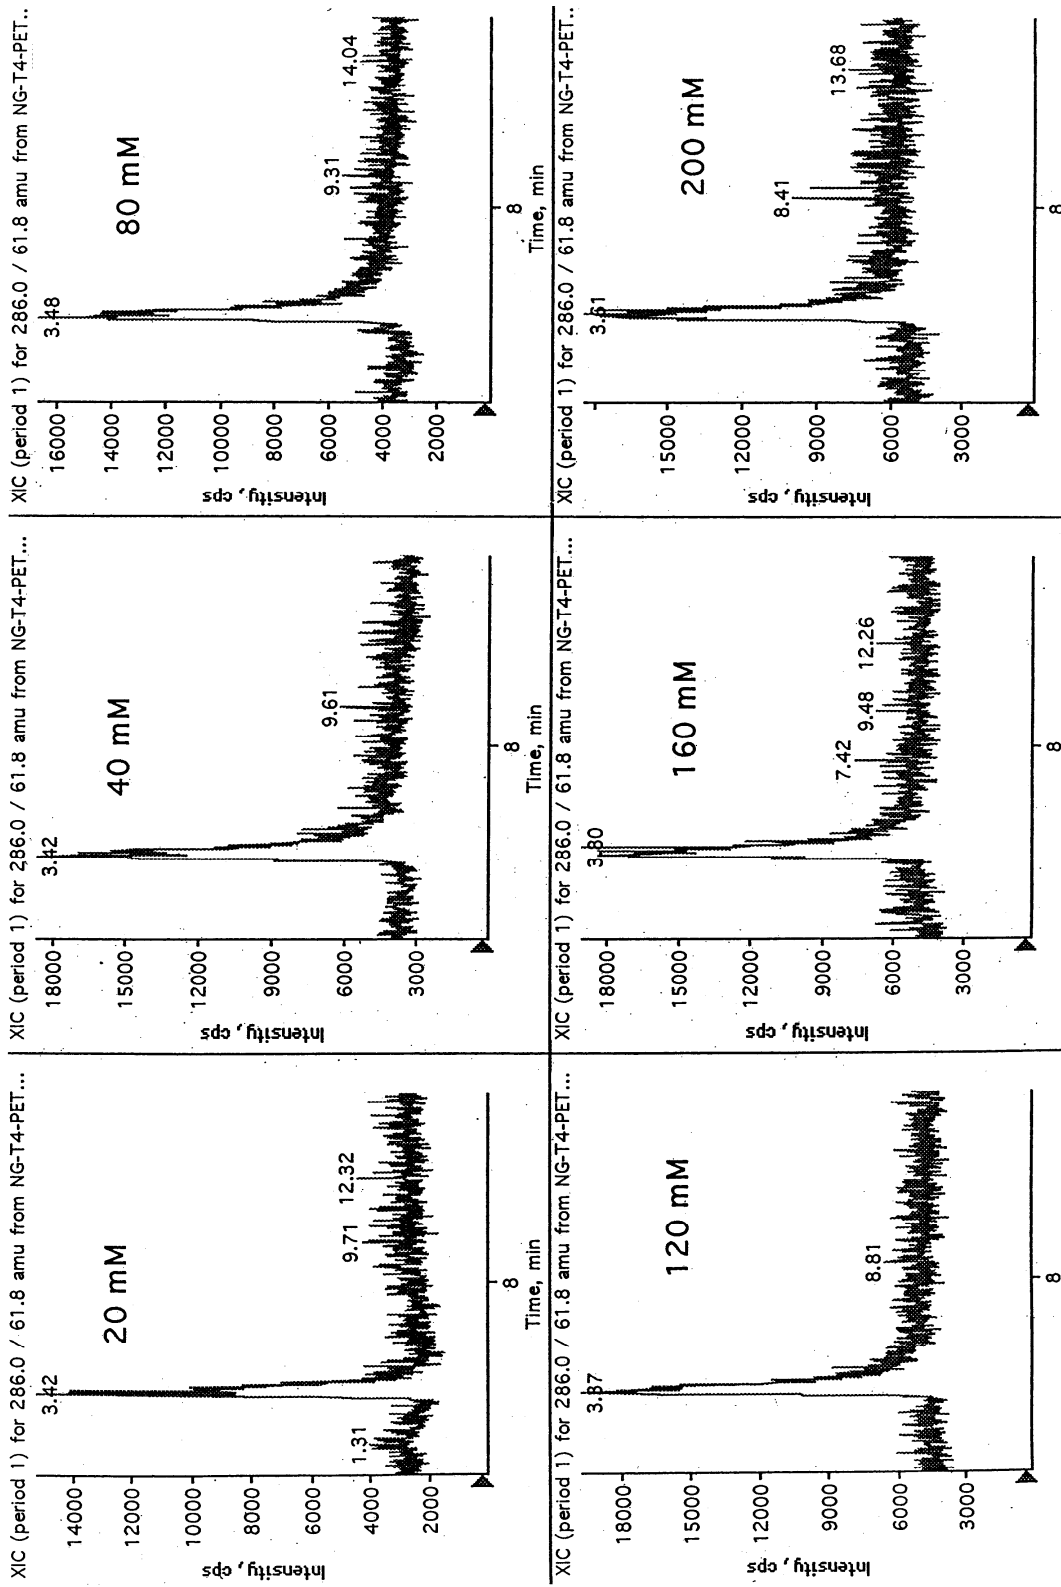 XIC (period 1) for 286.0 / 61.8 amu from NG-T4-PET...
20 mM
Intensity, cps
14000
12000
10000
8000
6000
4000
2000
3.42
1.31
9.71
12.32
8
Time, min
XIC (period 1) for 286.0 / 61.8 amu from NG-T4-PET...
40 mM
Intensity, cps
18000
15000
12000
9000
6000
3000
3.42
9.61
8
Time, min
XIC (period 1) for 286.0 / 61.8 amu from NG-T4-PET..
80 mM
Intensity, cps
16000
14000
12000
10000
8000
6000
4000
2000
3.48
9.31
14.04
8
Time, min
XIC (period 1) for 286.0 / 61.8 amu from NG-T4-PET...
120 mM
Intensity, cps
18000
15000
12000
9000
6000
3000
3.37
8.81
8
XIC (period 1) for 286.0 / 61.8 amu from NG-T4-PET...
160 mM
Intensity, cps
18000
15000
12000
9000
6000
3000
3.80
7.42
9.48
12.26
8
XIC (period 1) for 286.0 / 61.8 amu from NG-T4-PET...
200 mM
Intensity, cps
15000
12000
9000
6000
3000
3.61
8.41
13.68
8